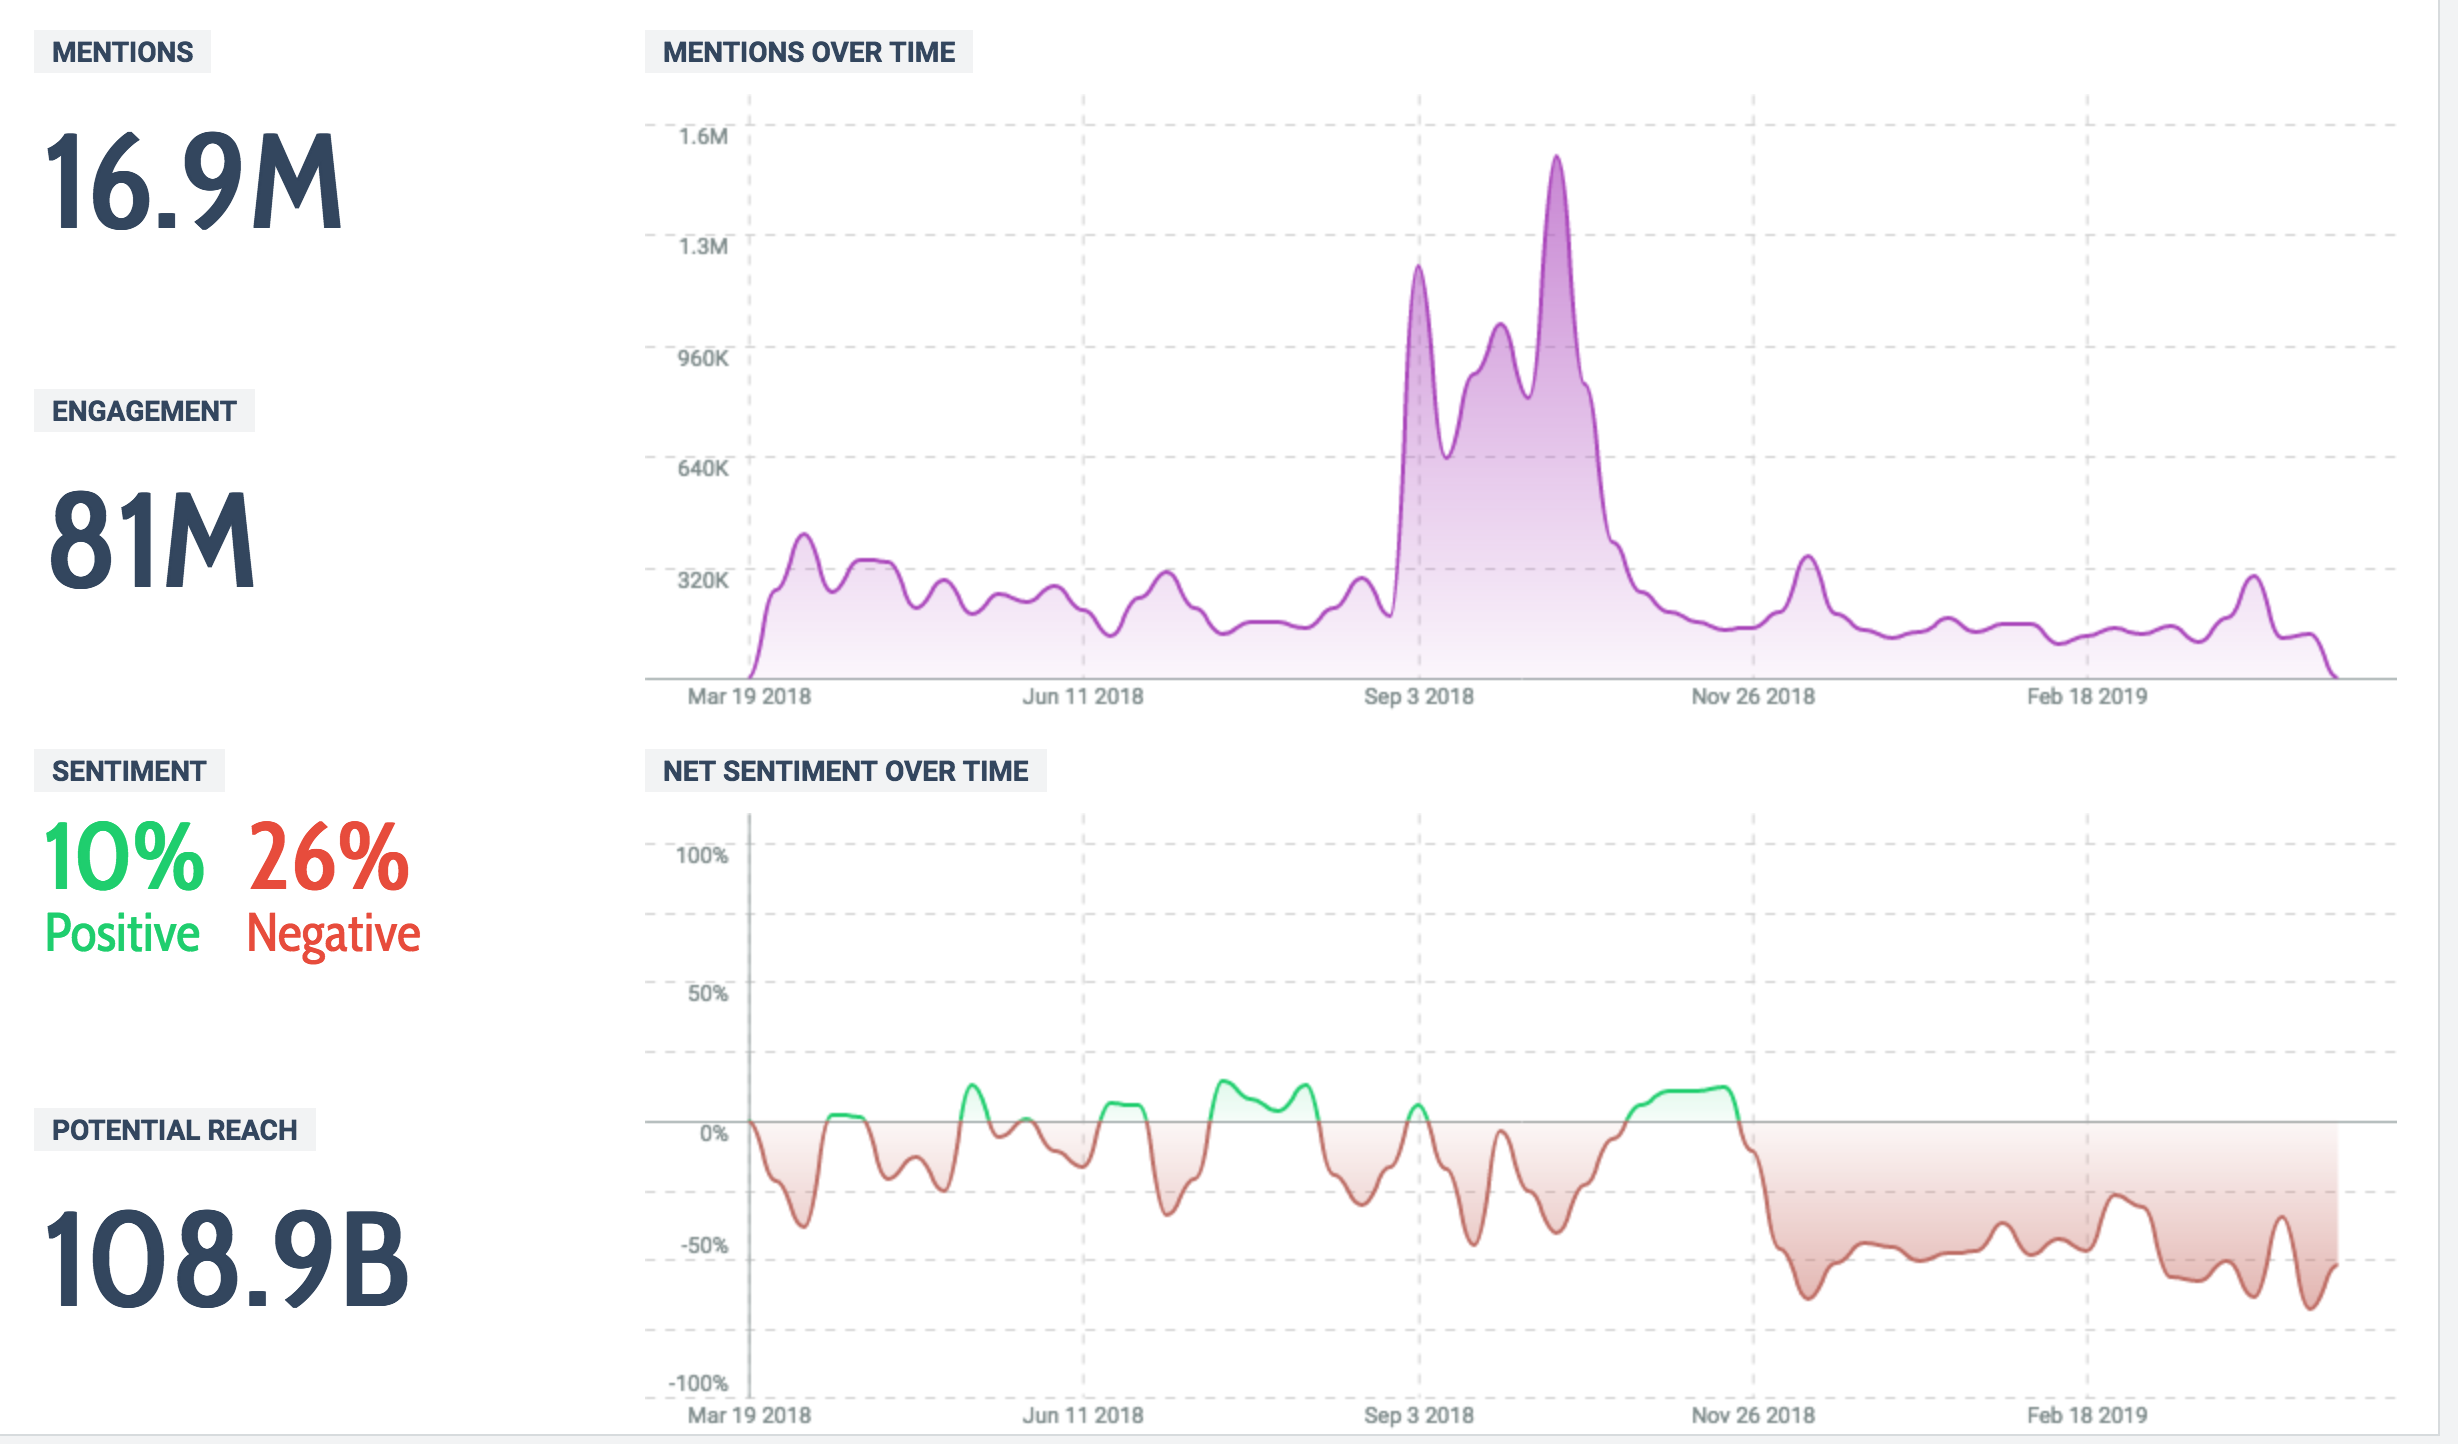 MENTIONS
16.9M
ENGAGEMENT
81M
SENTIMENT
10% 26%
Positive Negative
POTENTIAL REACH
108.9B
MENTIONS OVER TIME
1.6M
1.3M
960K
640K
320K
Mar 19 2018 Jun 11 2018 Sep 3 2018 Nov 26 2018 Feb 18 2019
NET SENTIMENT OVER TIME
100%
50%
0%
-50%
-100%
Mar 19 2018 Jun 11 2018 Sep 3 2018 Nov 26 2018 Feb 18 2019